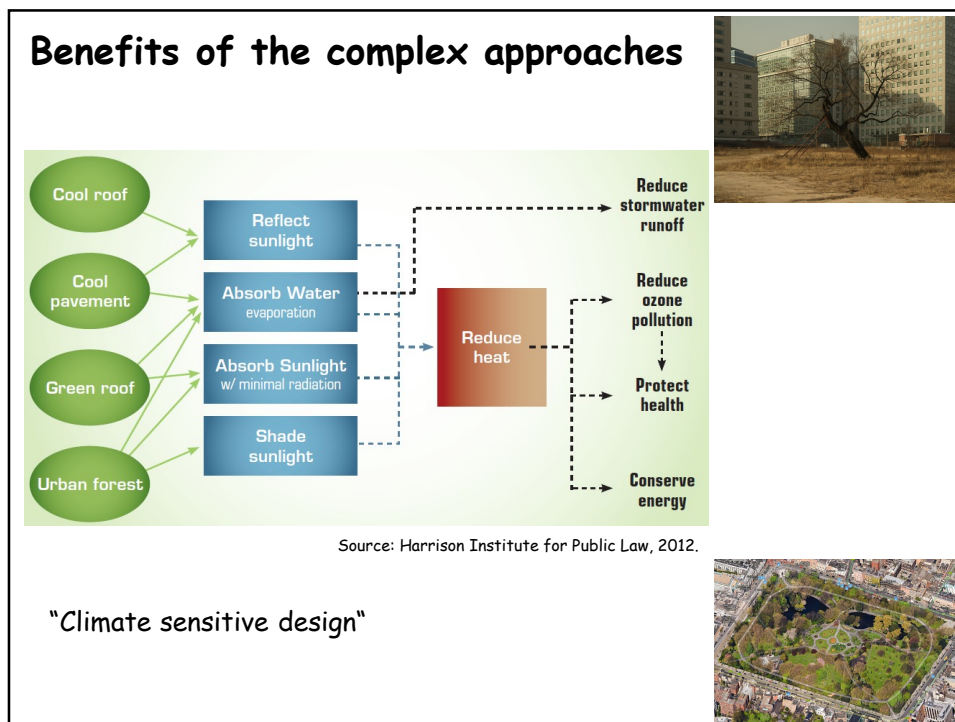 Benefits of the complex approaches
Cool roof
Cool
pavement
Green roof
Urban forest
Reflect
sunlight
Absorb Water
evaporation
Absorb Sunlight
w/ minimal radiation
Shade
sunlight
Reduce
heat
Reduce
stormwater
runoff
Reduce
ozone
pollution
Protect
health
Conserve
energy
Source: Harrison Institute for Public Law, 2012.
"Climate sensitive design"